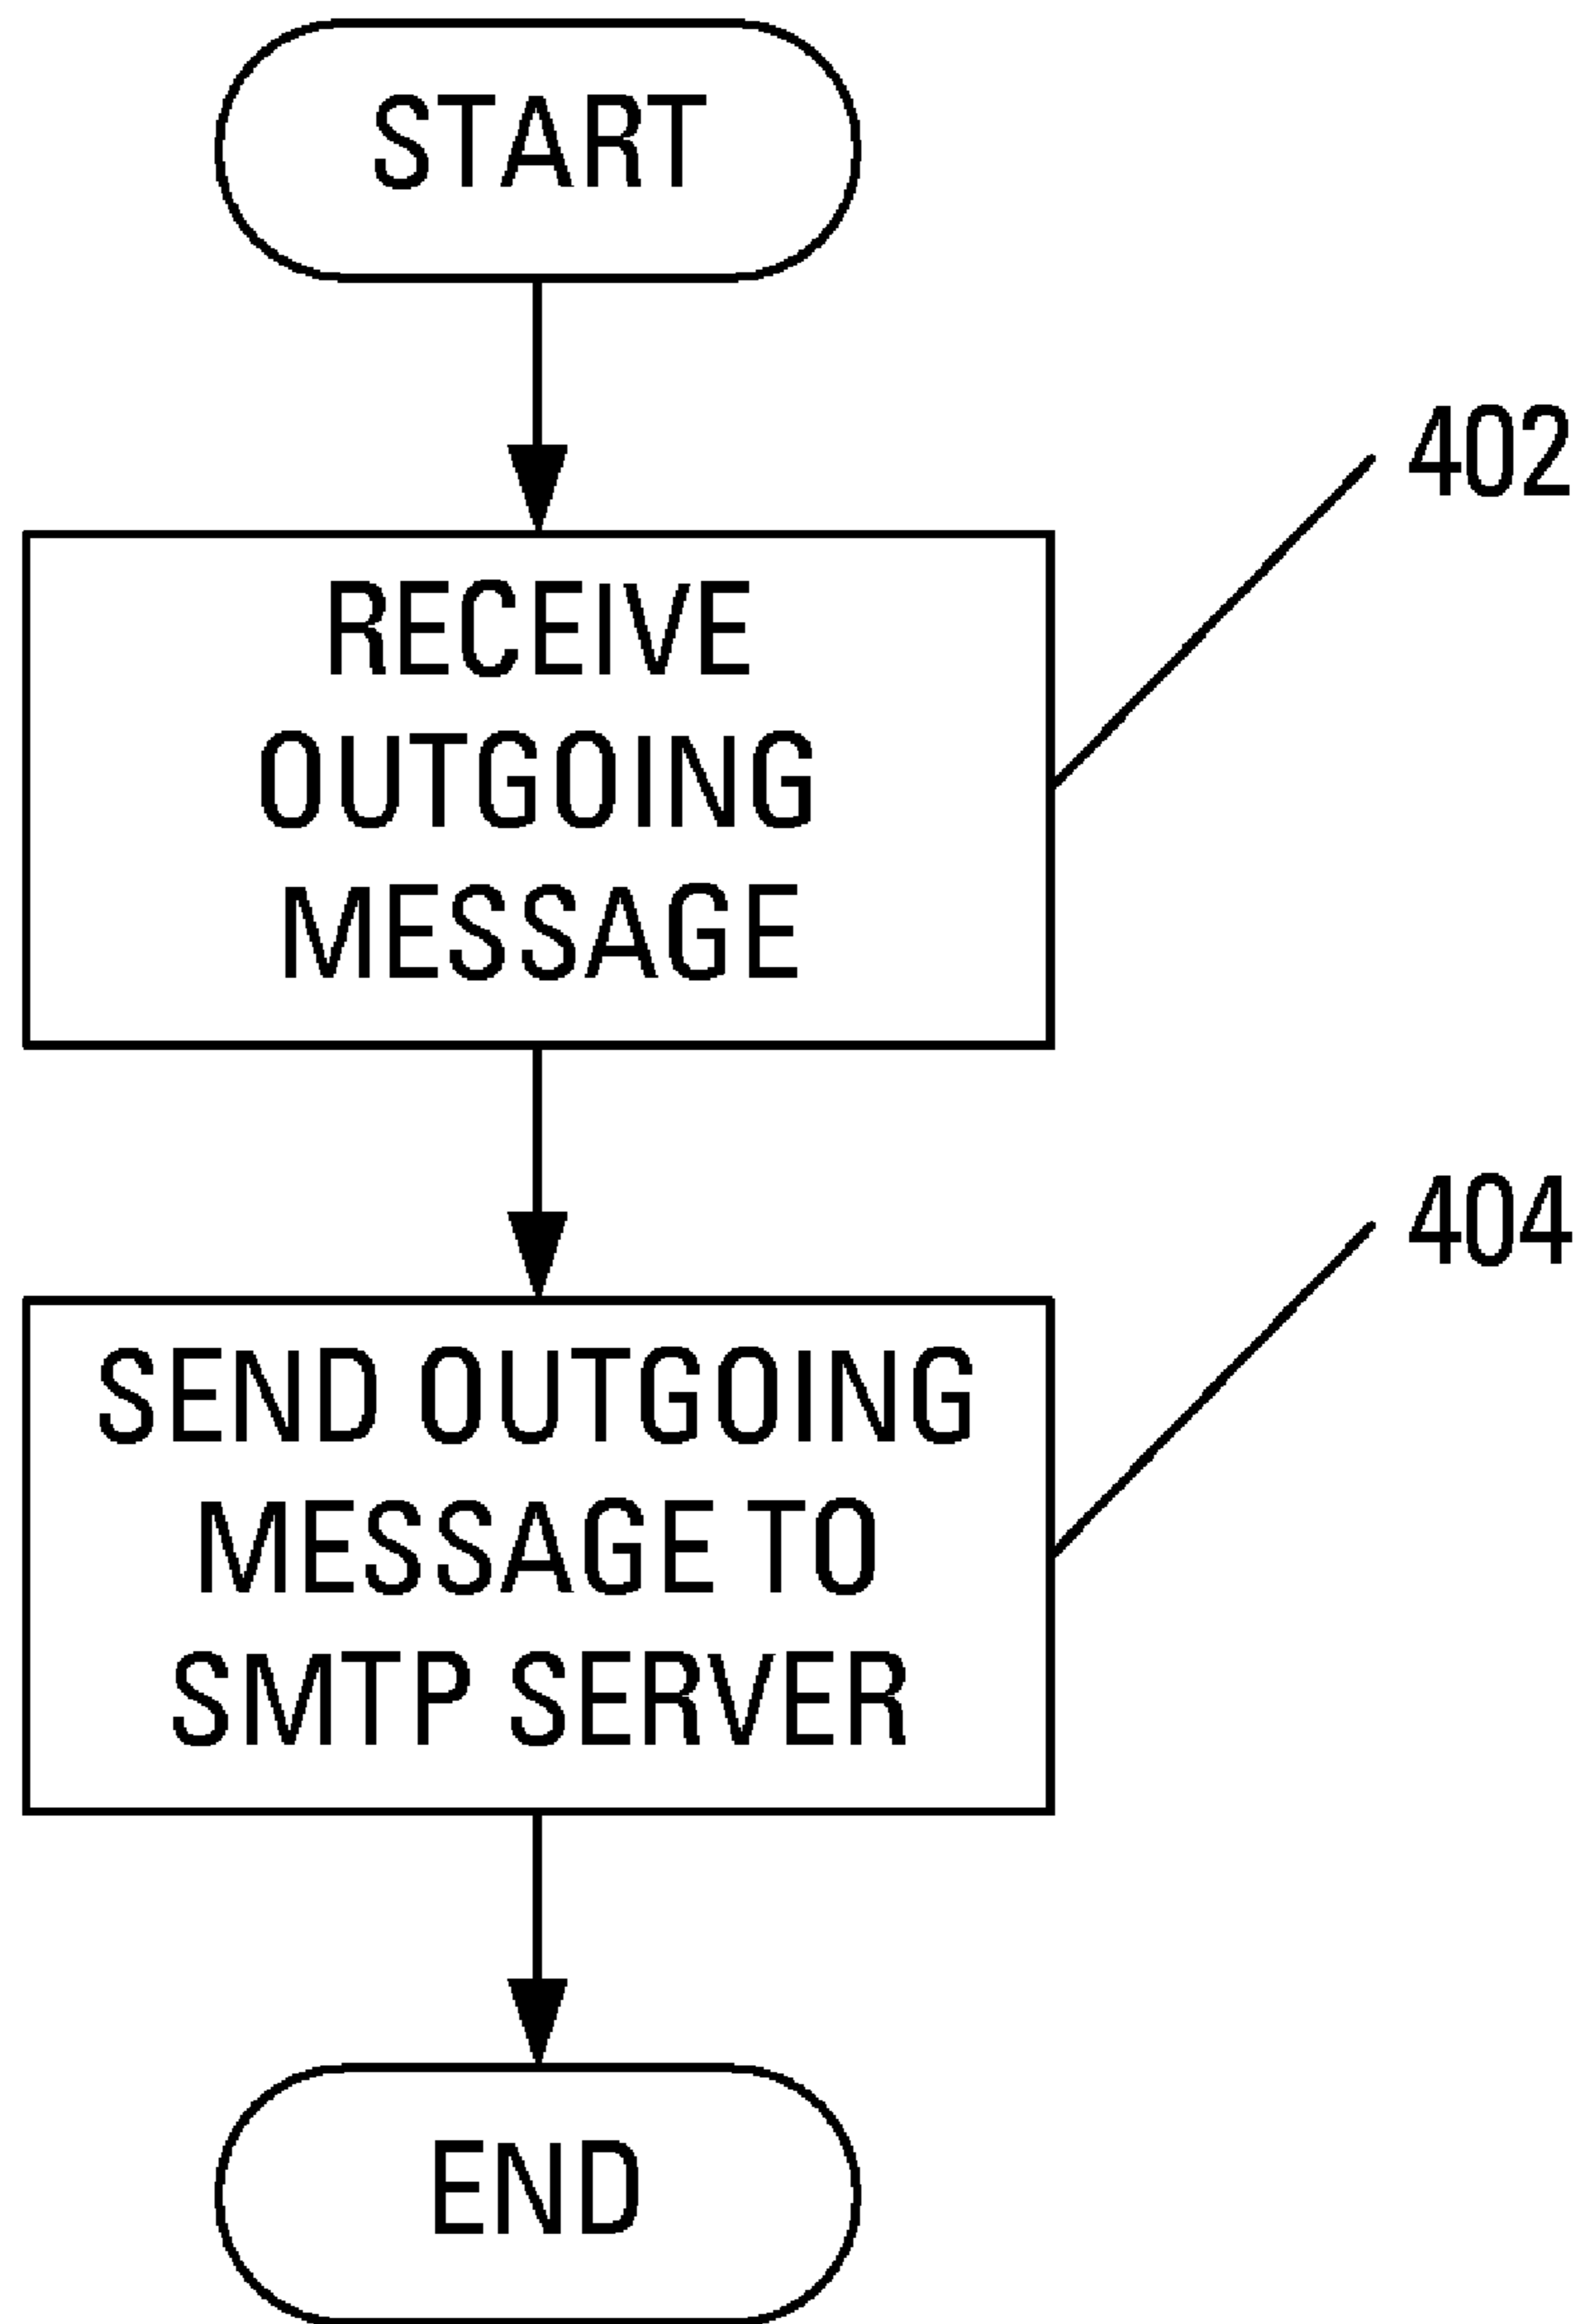 START
402
RECEIVE
OUTGOING
MESSAGE
404
SEND OUTGOING
MESSAGE TO
SMTP SERVER
END